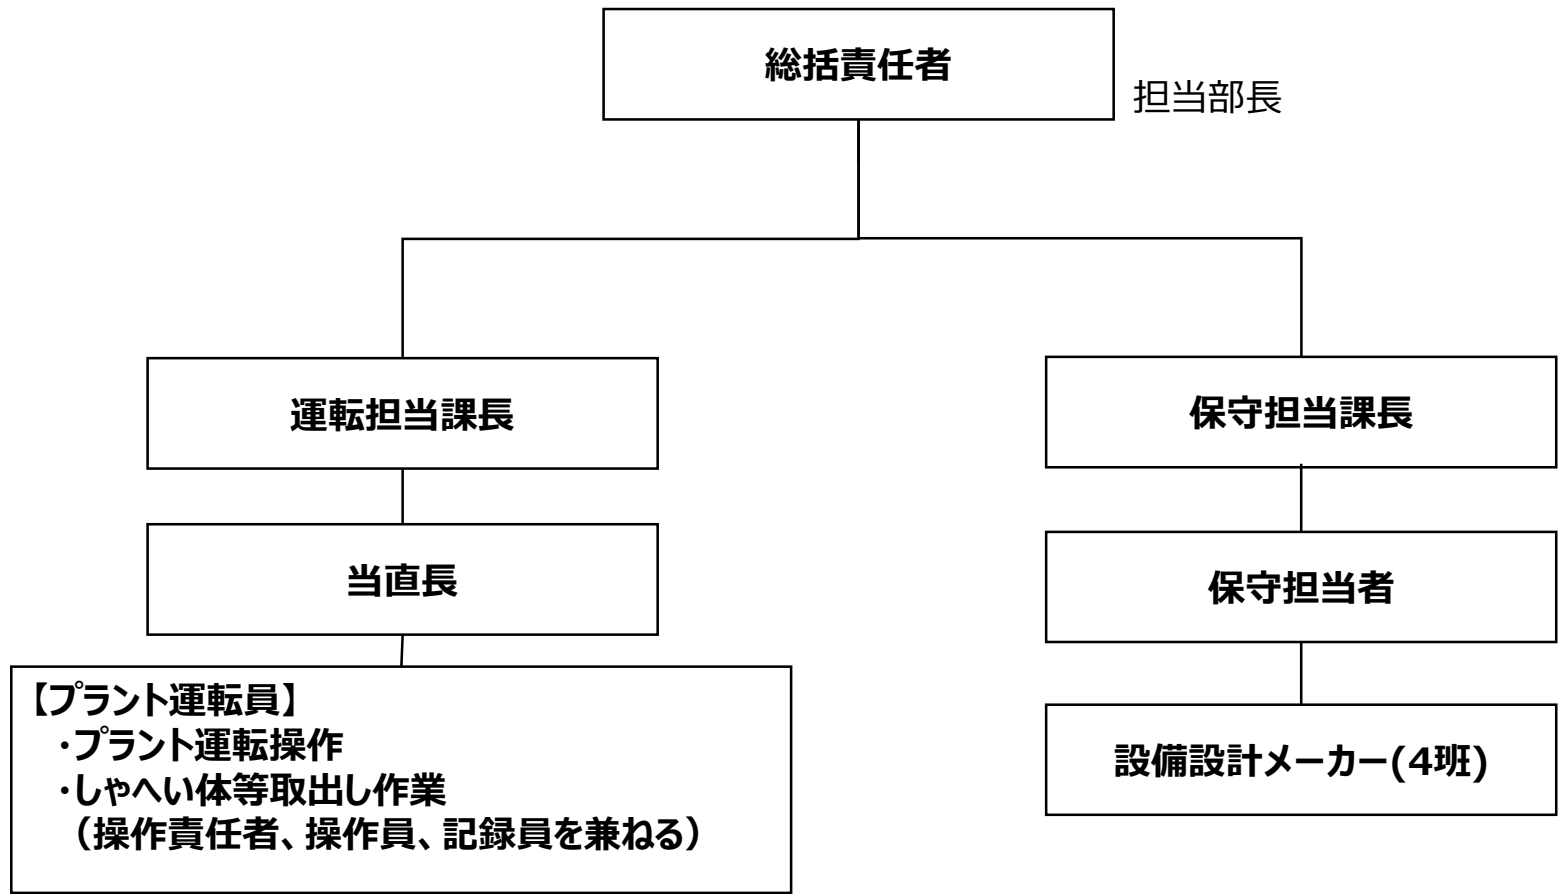 総括責任者
担当部長
運転担当課長
保守担当課長
当直長
保守担当者
【プラント運転員】
・プラント運転操作
・しゃへい体等取出し作業
（操作責任者、操作員、記録員を兼ねる）
設備設計メーカー(4班)